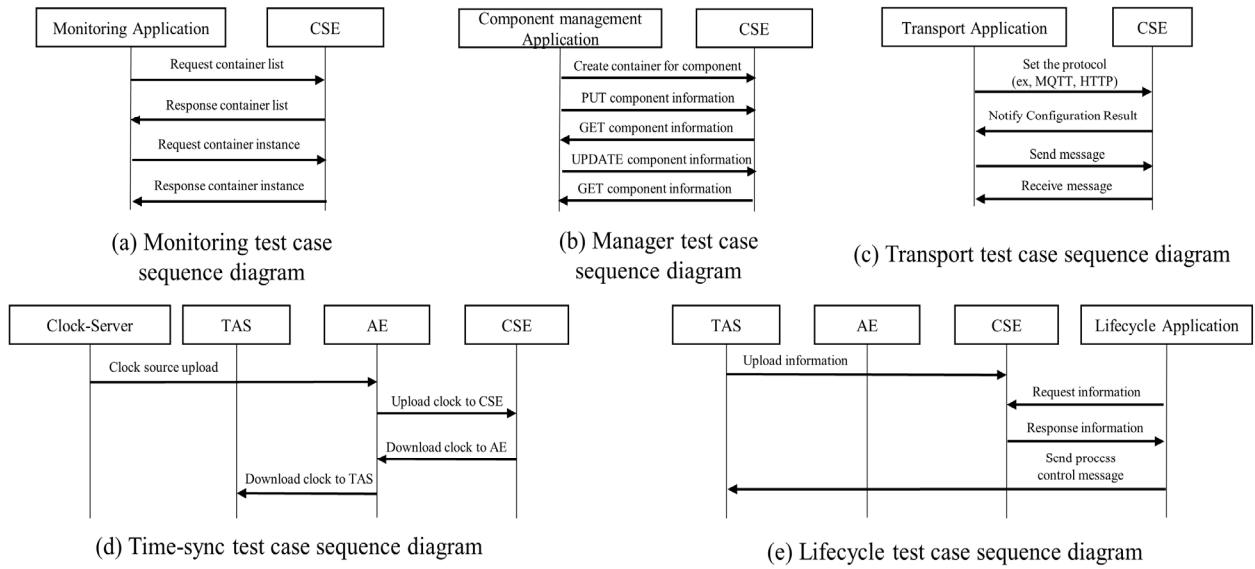 Monitoring Application
CSE
Request container list
Response container list
Request container instance
Response container instance
(a) Monitoring test case
sequence diagram
Component management
Application
CSE
Create container for component
PUT component information
GET component information
UPDATE component information
GET component information
(b) Manager test case
sequence diagram
Transport Application
CSE
Set the protocol
(ex, MQTT, HTTP)
Notify Configuration Result
Send message
Receive message
(c) Transport test case sequence diagram
Clock-Server
TAS
AE
CSE
Clock source upload
Upload clock to CSE
Download clock to AE
Download clock to TAS
(d) Time-sync test case sequence diagram
TAS
AE
CSE
Lifecycle Application
Upload information
Request information
Response information
Send process
control message
(e) Lifecycle test case sequence diagram